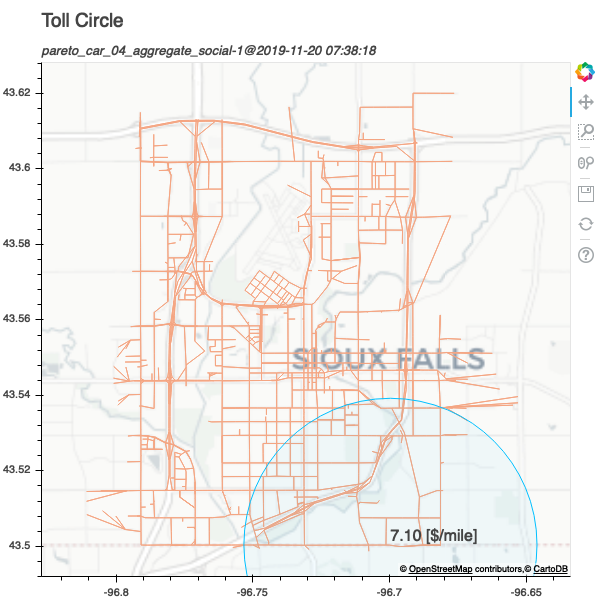 Toll Circle
pareto_car_04_aggregate_social-1@2019-11-20 07:38:18
43.62
43.6
43.58
43.56
SIOUX FALLS
43.54
43.52
7.10 [$/mile]
43.5
© OpenStreetMap contributors,© CartoDB
-96.8
-96.75
-96.7
-96.65